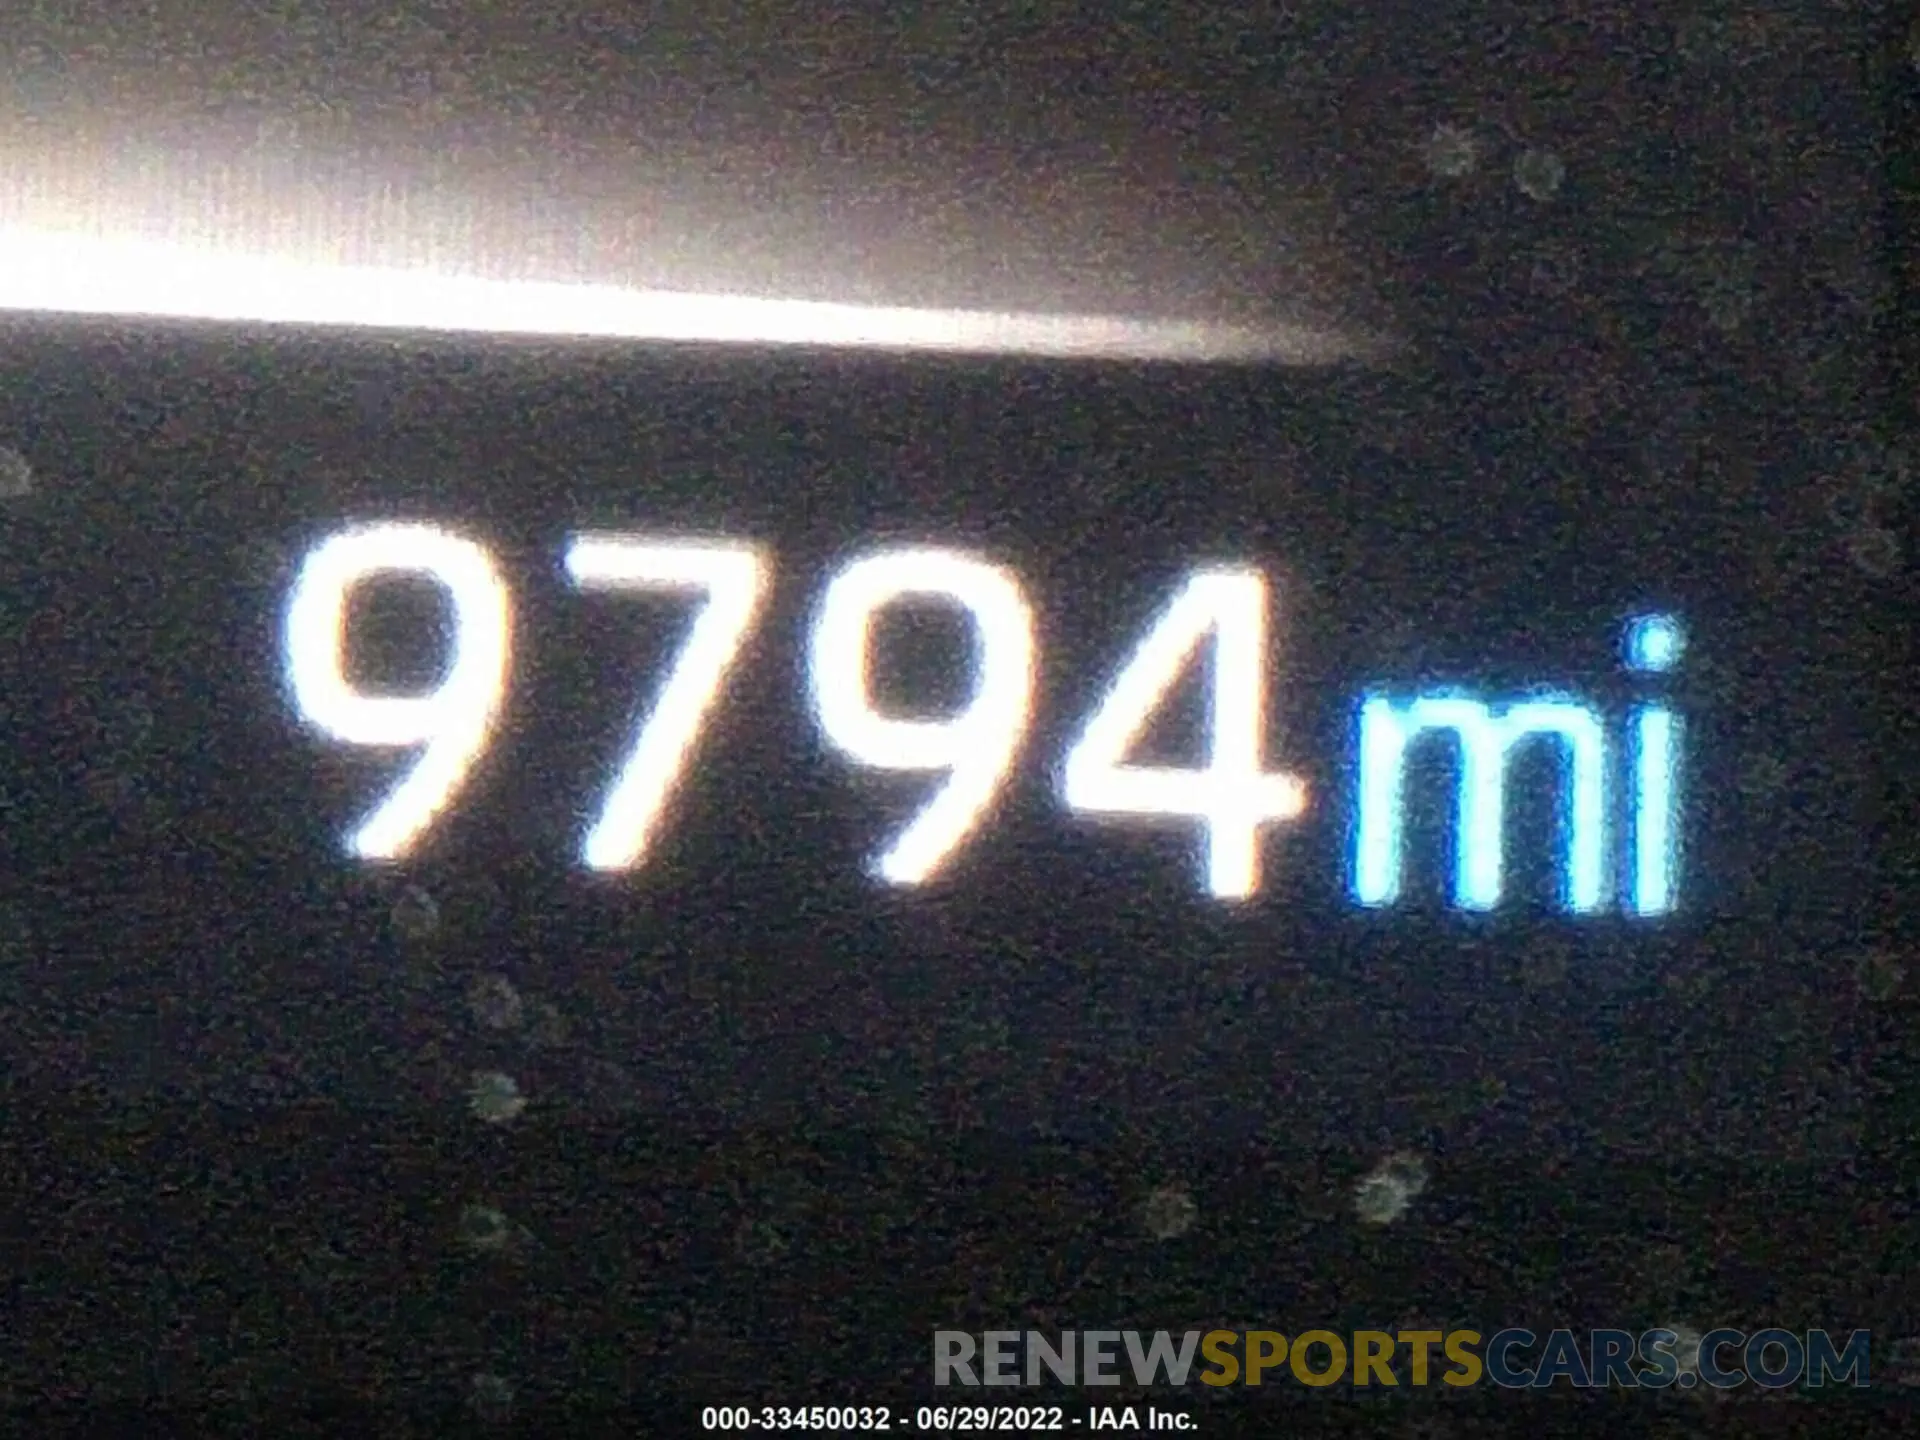 9794 mi
RENEWSPORTSCARS.COM
000-33450032 - 06/29/2022 - IAA Inc.